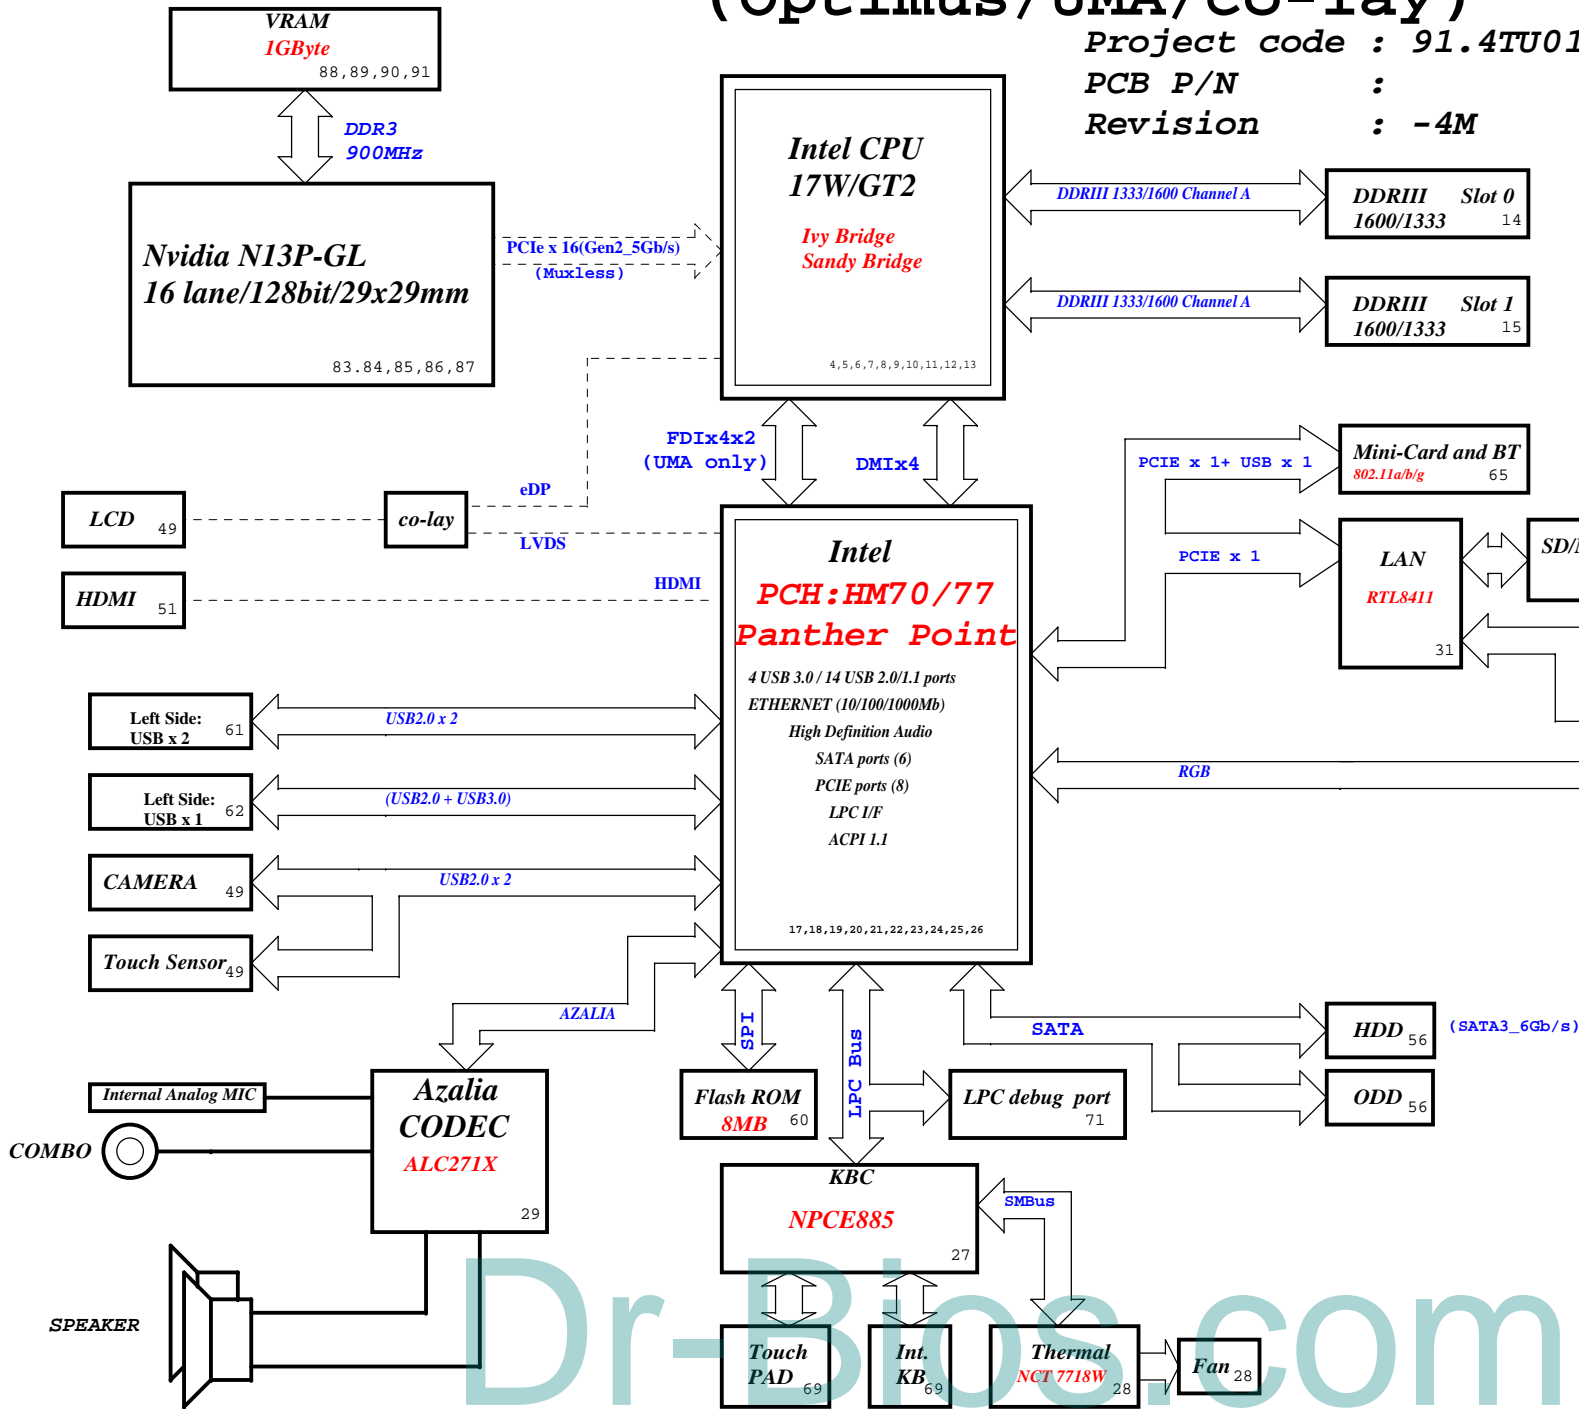 (Optimus/UMA/Co-lay)
Project code : 91.4TU01
PCB P/N :
Revision : -4M
VRAM
1GByte
88,89,90,91
DDR3
900MHz
Nvidia N13P-GL
16 lane/128bit/29x29mm
83.84,85,86,87
PCIe x 16(Gen2_5Gb/s)
(Muxless)
Intel CPU
17W/GT2
Ivy Bridge
Sandy Bridge
4,5,6,7,8,9,10,11,12,13
DDRIII 1333/1600 Channel A
DDRIII Slot 0
1600/1333 14
DDRIII 1333/1600 Channel A
DDRIII Slot 1
1600/1333 15
FDIx4x2
(UMA only)
DMIx4
PCIE x 1+ USB x 1
Mini-Card and BT
802.11a/b/g 65
LCD 49
co-lay
eDP
LVDS
HDMI 51
HDMI
Intel
PCH:HM70/77
Panther Point
4 USB 3.0 / 14 USB 2.0/1.1 ports
ETHERNET (10/100/1000Mb)
High Definition Audio
SATA ports (6)
PCIE ports (8)
LPC I/F
ACPI 1.1
17,18,19,20,21,22,23,24,25,26
PCIE x 1
LAN
RTL8411
31
RGB
Left Side:
USB x 2 61
USB2.0 x 2
Left Side:
USB x 1 62
(USB2.0 + USB3.0)
CAMERA 49
USB2.0 x 2
Touch Sensor 49
AZALIA
SPI
LPC Bus
SATA
HDD 56
(SATA3_6Gb/s)
ODD 56
Internal Analog MIC
COMBO
Azalia
CODEC
ALC271X
29
Flash ROM
8MB 60
LPC debug port
71
KBC
NPCE885
27
SMBus
SPEAKER
Touch
PAD 69
Int.
KB 69
Thermal
NCT 7718W
28
Fan 28
Dr-Bios.com